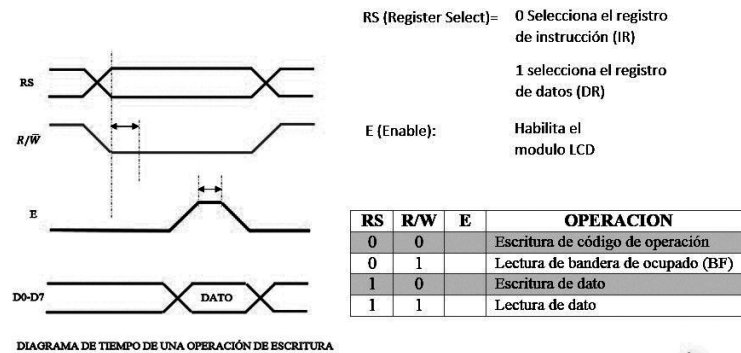 RS (Register Select)= 0 Selecciona el registro
de instrucción (IR)
1 selecciona el registro
de datos (DR)
E (Enable): Habilita el
modulo LCD
RS
R/W̅
E
D0-D7 DATO
DIAGRAMA DE TIEMPO DE UNA OPERACIÓN DE ESCRITURA
RS R/W E OPERACION
0 0 Escritura de código de operación
0 1 Lectura de bandera de ocupado (BF)
1 0 Escritura de dato
1 1 Lectura de dato